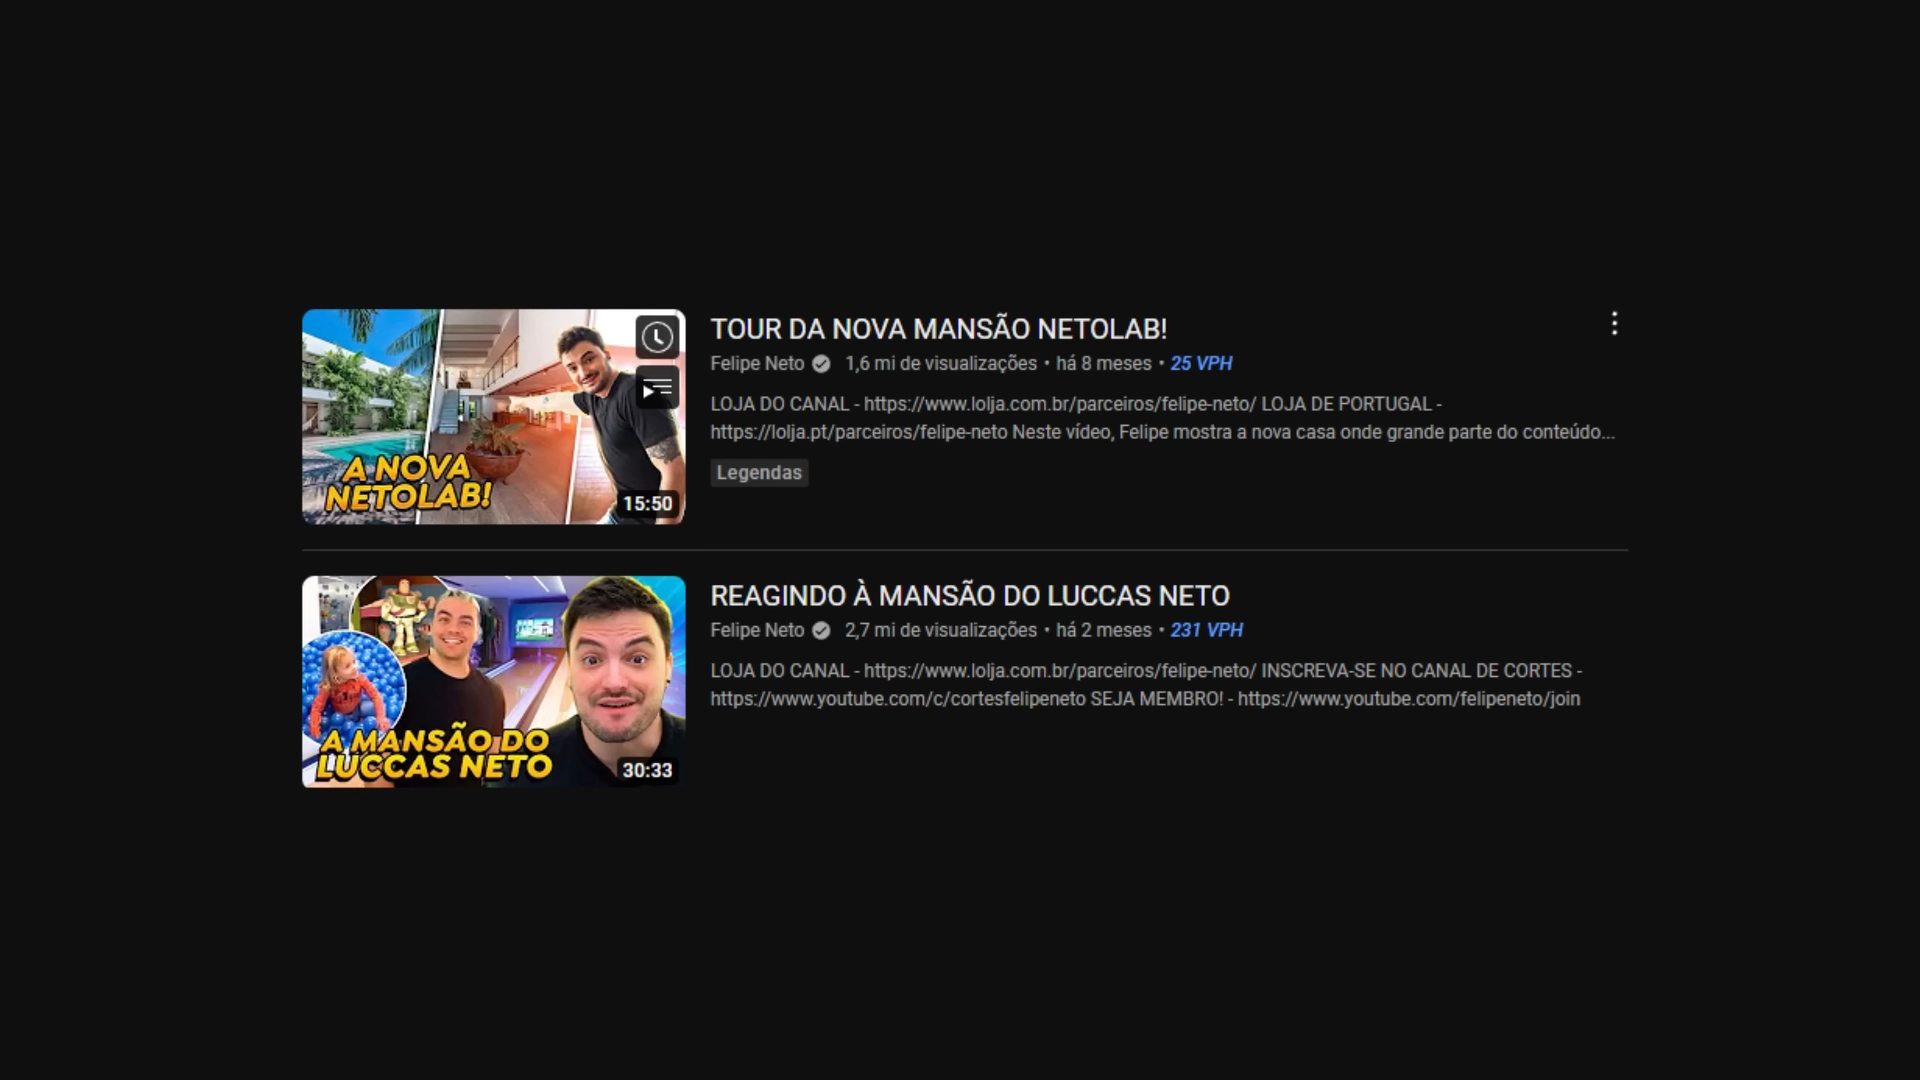 A NOVA
NETOLAB!
15:50
TOUR DA NOVA MANSÃO NETOLAB!
Felipe Neto 1,6 mi de visualizações • há 8 meses • 25 VPH
LOJA DO CANAL - https://www.lolja.com.br/parceiros/felipe-neto/ LOJA DE PORTUGAL -
https://lolja.pt/parceiros/felipe-neto Neste vídeo, Felipe mostra a nova casa onde grande parte do conteúdo...
Legendas
A MANSÃO DO
LUCCAS NETO
30:33
REAGINDO À MANSÃO DO LUCCAS NETO
Felipe Neto 2,7 mi de visualizações • há 2 meses • 231 VPH
LOJA DO CANAL - https://www.lolja.com.br/parceiros/felipe-neto/ INSCREVA-SE NO CANAL DE CORTES -
https://www.youtube.com/c/cortesfelipeneto SEJA MEMBRO! - https://www.youtube.com/felipeneto/join